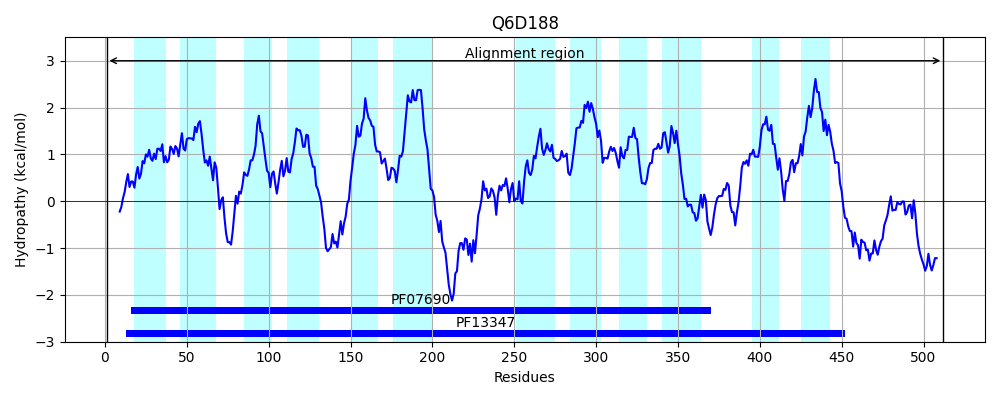 Q6D188
Alignment region
Hydropathy (kcal/mol)
3
2
1
0
−1
−2
−3
PF07690
PF13347
0 50 100 150 200 250 300 350 400 450 500
Residues